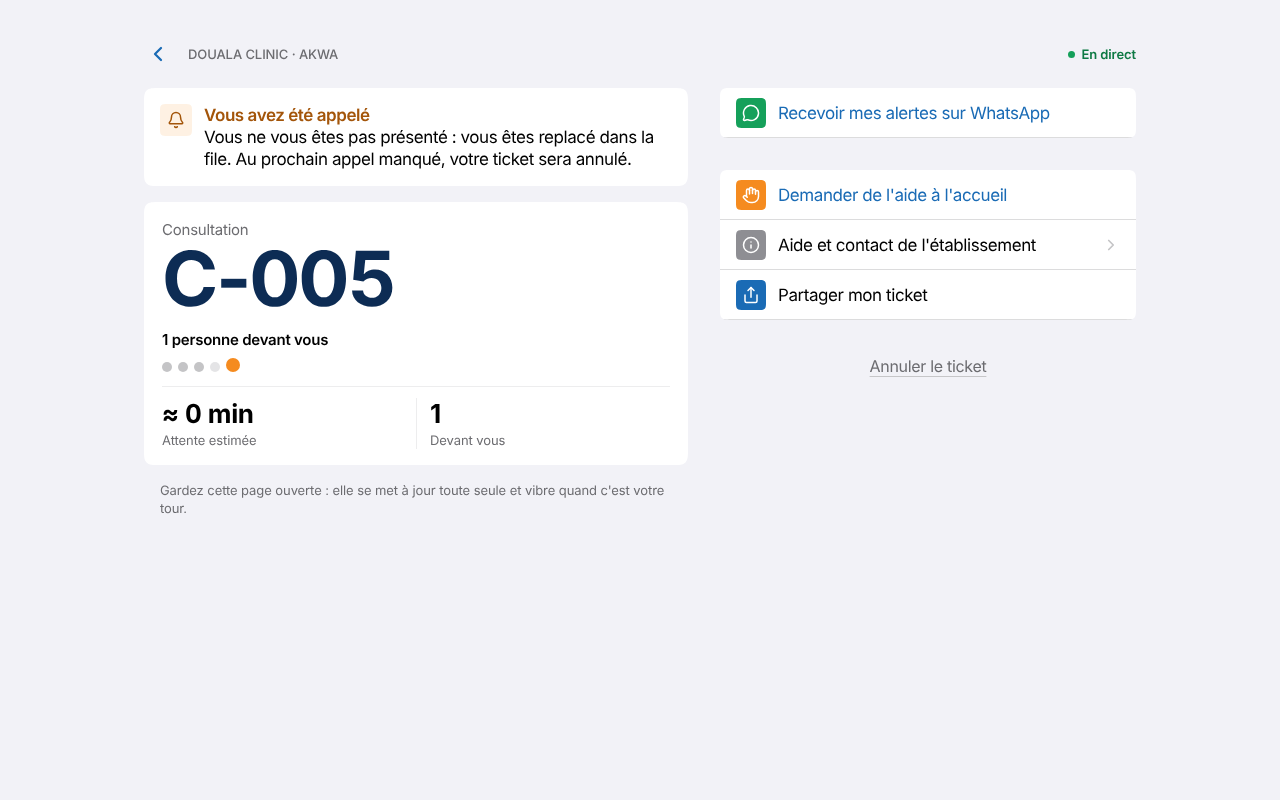 DOUALA CLINIC · AKWA
En direct
Vous avez été appelé
Vous ne vous êtes pas présenté : vous êtes replacé dans la
file. Au prochain appel manqué, votre ticket sera annulé.
Consultation
C-005
1 personne devant vous
≈ 0 min
Attente estimée
1
Devant vous
Gardez cette page ouverte : elle se met à jour toute seule et vibre quand c'est votre
tour.
Recevoir mes alertes sur WhatsApp
Demander de l'aide à l'accueil
Aide et contact de l'établissement
Partager mon ticket
Annuler le ticket